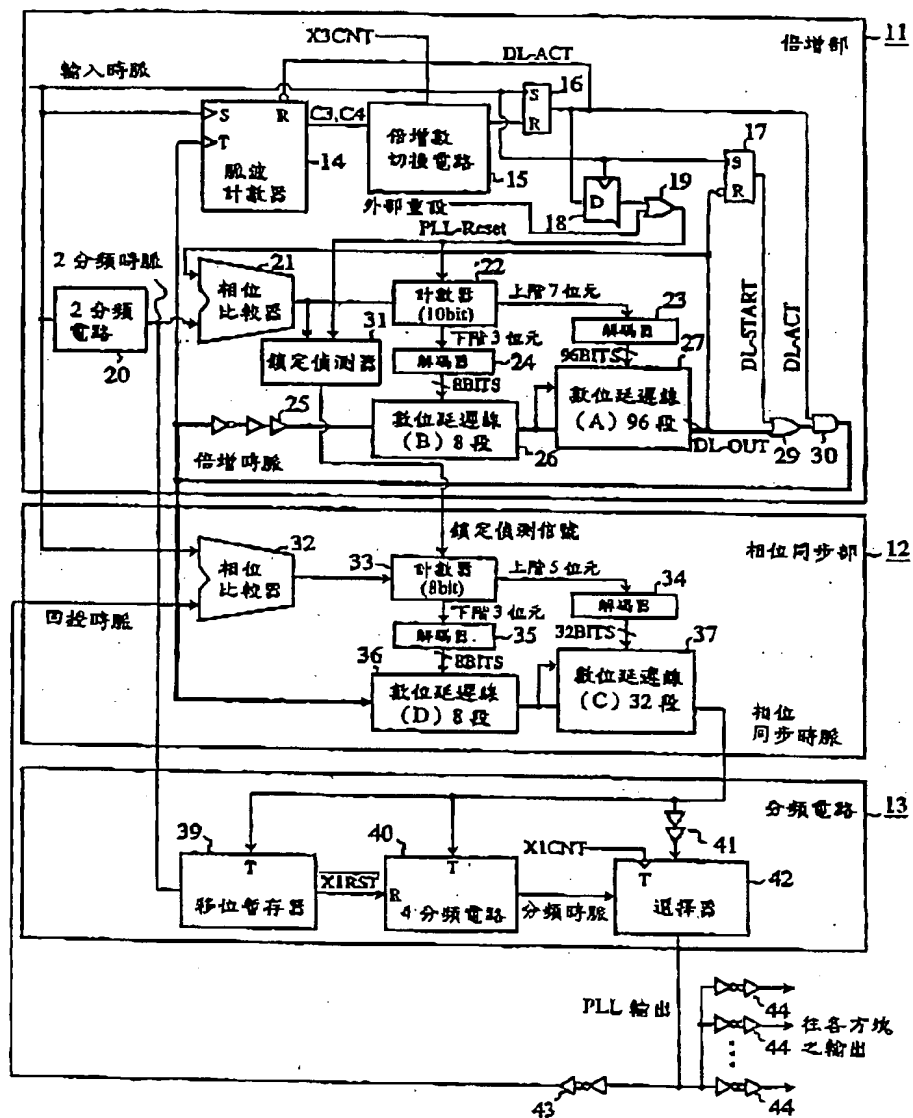 X3CNT
倍增部
11
輸入時脈
DL-ACT
16
S
R
S
R
C3, C4
T
脈波
計數器
14
倍增數
切換電路
15
17
S
R
D
18
19
外部重設
PLL-Reset
2分頻時脈
21
相位
比較器
22
計數器
(10bit)
上階7位元
23
解碼器
2分頻電路
20
31
鎖定偵測器
下階3位元
解碼器
24
8BITS
96BITS
27
數位延遲線
(A) 96 段
DL-START
DL-ACT
25
數位延遲線
(B) 8 段
26
DL-OUT
29
30
倍增時脈
鎖定偵測信號
相位同步部
12
32
相位
比較器
33
計數器
(8bit)
上階5位元
34
解碼器
回授時脈
下階3位元
解碼器
35
32BITS
37
36
8BITS
數位延遲線
(D) 8 段
數位延遲線
(C) 32 段
相位
同步時脈
分頻電路
13
39
T
移位暫存器
X1RST
40
T
R
4分頻電路
分頻時脈
X1CNT
41
T
選擇器
42
PLL 輸出
44
44
往各方塊
之輸出
43
44